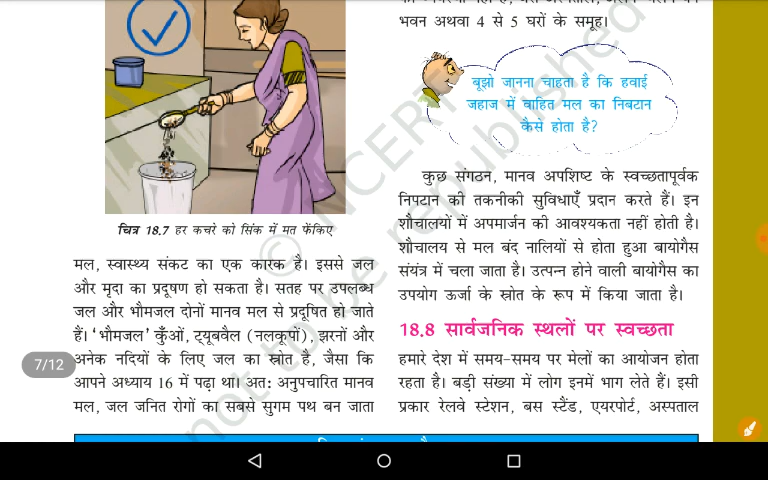 चित्र 18.7 हर कचरे को सिंक में मत फेंकिए
मल, स्वास्थ्य संकट का एक कारक है। इससे जल
और मृदा का प्रदूषण हो सकता है। सतह पर उपलब्ध
जल और भौमजल दोनों मानव मल से प्रदूषित हो जाते
हैं। ‘भौमजल’ कुँओं, ट्यूबवैल (नलकूपों), झरनों और
अनेक नदियों के लिए जल का स्रोत है, जैसा कि
आपने अध्याय 16 में पढ़ा था। अतः अनुपचारित मानव
मल, जल जनित रोगों का सबसे सुगम पथ बन जाता
भवन अथवा 4 से 5 घरों के समूह।
बूझो जानना चाहता है कि हवाई
जहाज में वाहित मल का निबटान
कैसे होता है?
कुछ संगठन, मानव अपशिष्ट के स्वच्छतापूर्वक
निपटान की तकनीकी सुविधाएँ प्रदान करते हैं। इन
शौचालयों में अपमार्जन की आवश्यकता नहीं होती है।
शौचालय से मल बंद नालियों से होता हुआ बायोगैस
संयंत्र में चला जाता है। उत्पन्न होने वाली बायोगैस का
उपयोग ऊर्जा के स्रोत के रूप में किया जाता है।
18.8 सार्वजनिक स्थलों पर स्वच्छता
हमारे देश में समय-समय पर मेलों का आयोजन होता
रहता है। बड़ी संख्या में लोग इनमें भाग लेते हैं। इसी
प्रकार रेलवे स्टेशन, बस स्टैंड, एयरपोर्ट, अस्पताल
7/12
© NCERT
not to be republished